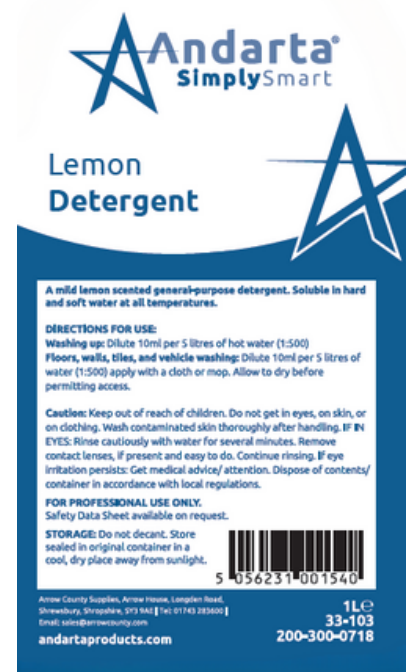 Andarta®
SimplySmart
Lemon
Detergent
A mild lemon scented general-purpose detergent. Soluble in hard
and soft water at all temperatures.
DIRECTIONS FOR USE:
Washing up: Dilute 10ml per 5 litres of hot water (1:500)
Floors, walls, tiles, and vehicle washing: Dilute 10ml per 5 litres of
water (1:500) apply with a cloth or mop. Allow to dry before
permitting access.
Caution: Keep out of reach of children. Do not get in eyes, on skin, or
on clothing. Wash contaminated skin thoroughly after handling. IF IN
EYES: Rinse cautiously with water for several minutes. Remove
contact lenses, if present and easy to do. Continue rinsing. If eye
irritation persists: Get medical advice/ attention. Dispose of contents/
container in accordance with local regulations.
FOR PROFESSIONAL USE ONLY.
Safety Data Sheet available on request.
STORAGE: Do not decant. Store
sealed in original container in a
cool, dry place away from sunlight.
5 056231 001540
Arrow County Supplies, Arrow House, Longden Road,
Shrewsbury, Shropshire, SY3 9AE | Tel: 01743 283600 |
Email: sales@arrowcounty.com
andartaproducts.com
1L℮
33-103
200-300-0718